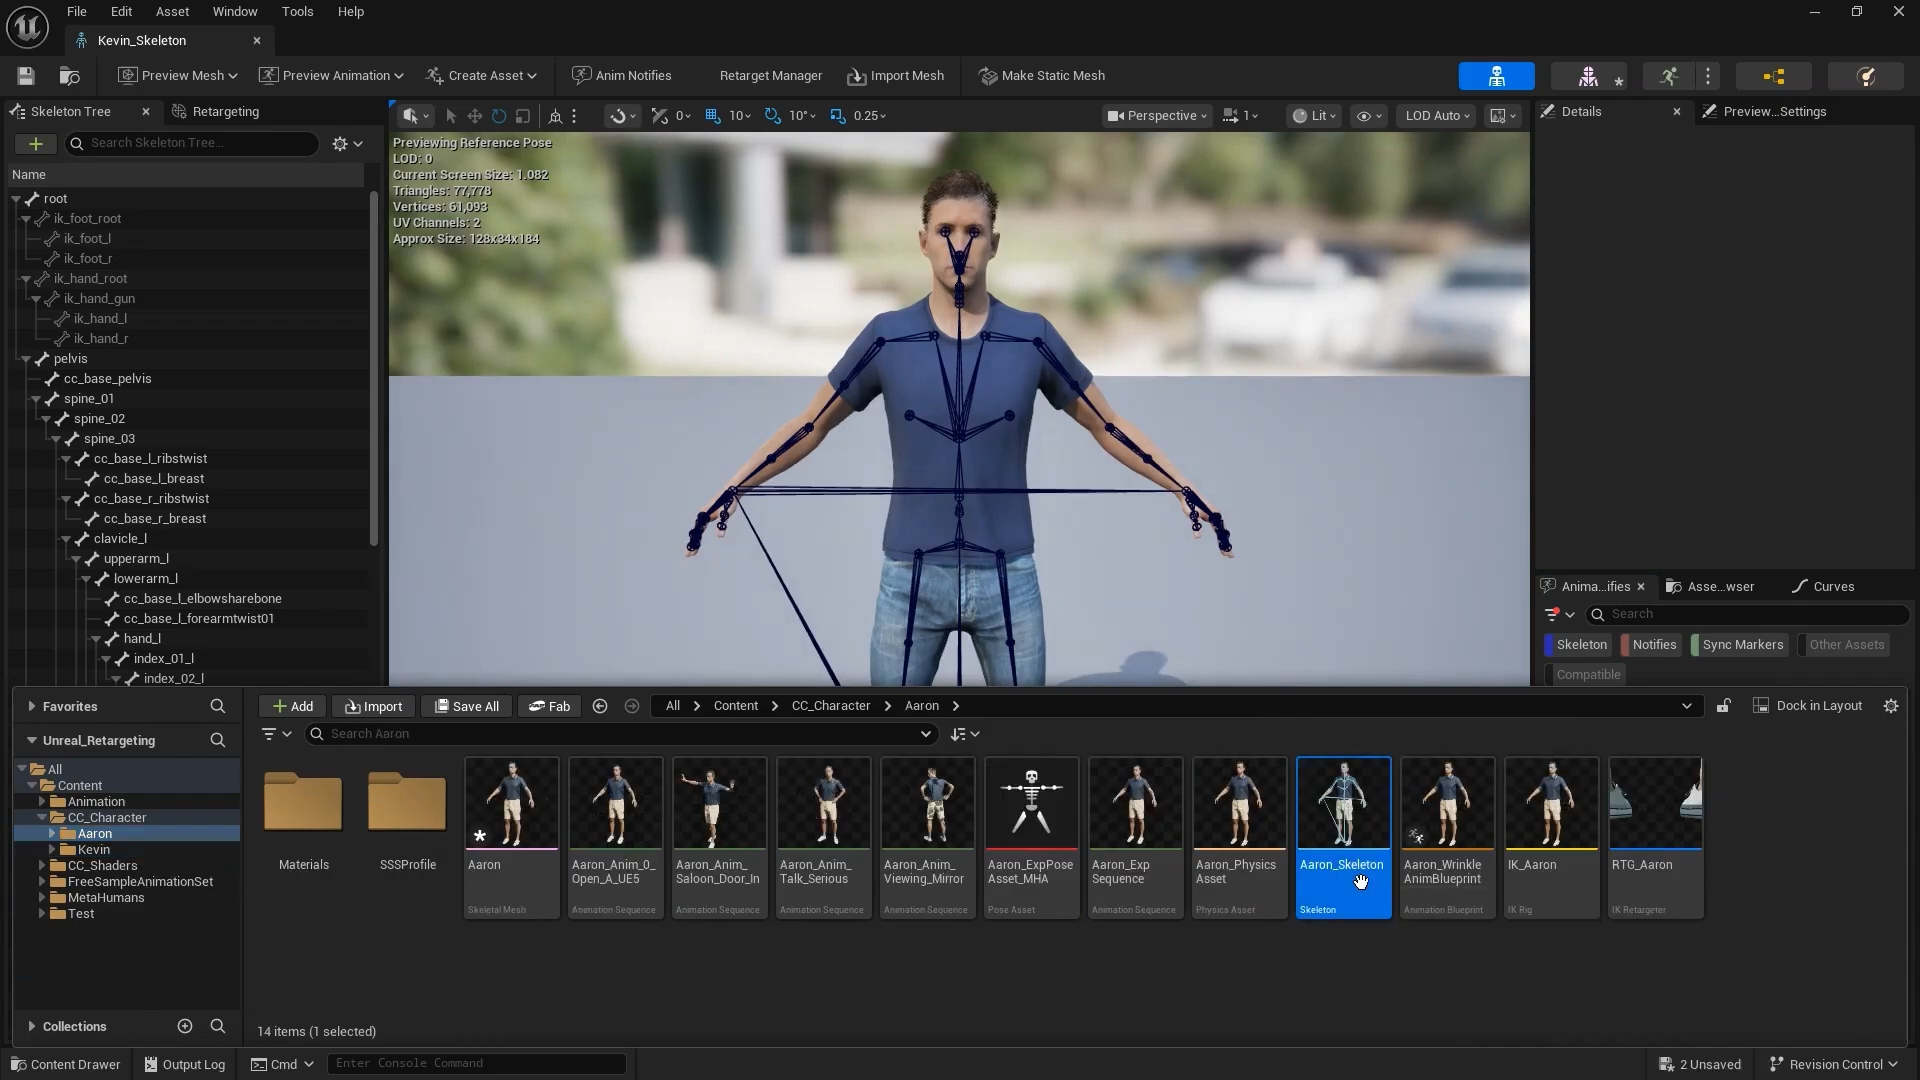 File Edit Asset Window Tools Help
Kevin_Skeleton
Preview Mesh Preview Animation Create Asset Anim Notifies Retarget Manager Import Mesh Make Static Mesh
Skeleton Tree Retargeting
Search Skeleton Tree...
Name
root
ik_foot_root
ik_foot_l
ik_foot_r
ik_hand_root
ik_hand_gun
ik_hand_l
ik_hand_r
pelvis
cc_base_pelvis
spine_01
spine_02
spine_03
cc_base_l_ribstwist
cc_base_l_breast
cc_base_r_ribstwist
cc_base_r_breast
clavicle_l
upperarm_l
lowerarm_l
cc_base_l_elbowsharebone
cc_base_l_forearmtwist01
hand_l
index_01_l
index_02_l
0 10 10° 0.25 Perspective 1 Lit LOD Auto
Previewing Reference Pose
LOD: 0
Current Screen Size: 1.082
Triangles: 77,778
Vertices: 61,093
UV Channels: 2
Approx Size: 128x34x184
Details Preview...Settings
Anima...ifies Asse...wser Curves
Search
Skeleton Notifies Sync Markers Other Assets
Compatible
Favorites
Unreal_Retargeting
All
Content
Animation
CC_Character
Aaron
Kevin
CC_Shaders
FreeSampleAnimationSet
MetaHumans
Test
Collections
Add Import Save All Fab All Content CC_Character Aaron Dock in Layout
Search Aaron
Materials
SSSProfile
Aaron
Skeletal Mesh
Aaron_Anim_0_
Open_A_UE5
Animation Sequence
Aaron_Anim_
Saloon_Door_In
Animation Sequence
Aaron_Anim_
Talk_Serious
Animation Sequence
Aaron_Anim_
Viewing_Mirror
Animation Sequence
Aaron_ExpPose
Asset_MHA
Pose Asset
Aaron_Exp
Sequence
Animation Sequence
Aaron_Physics
Asset
Physics Asset
Aaron_Skeleton
Skeleton
Aaron_Wrinkle
AnimBlueprint
Animation Blueprint
IK_Aaron
IK Rig
RTG_Aaron
IK Retargeter
14 items (1 selected)
Content Drawer Output Log Cmd Enter Console Command 2 Unsaved Revision Control